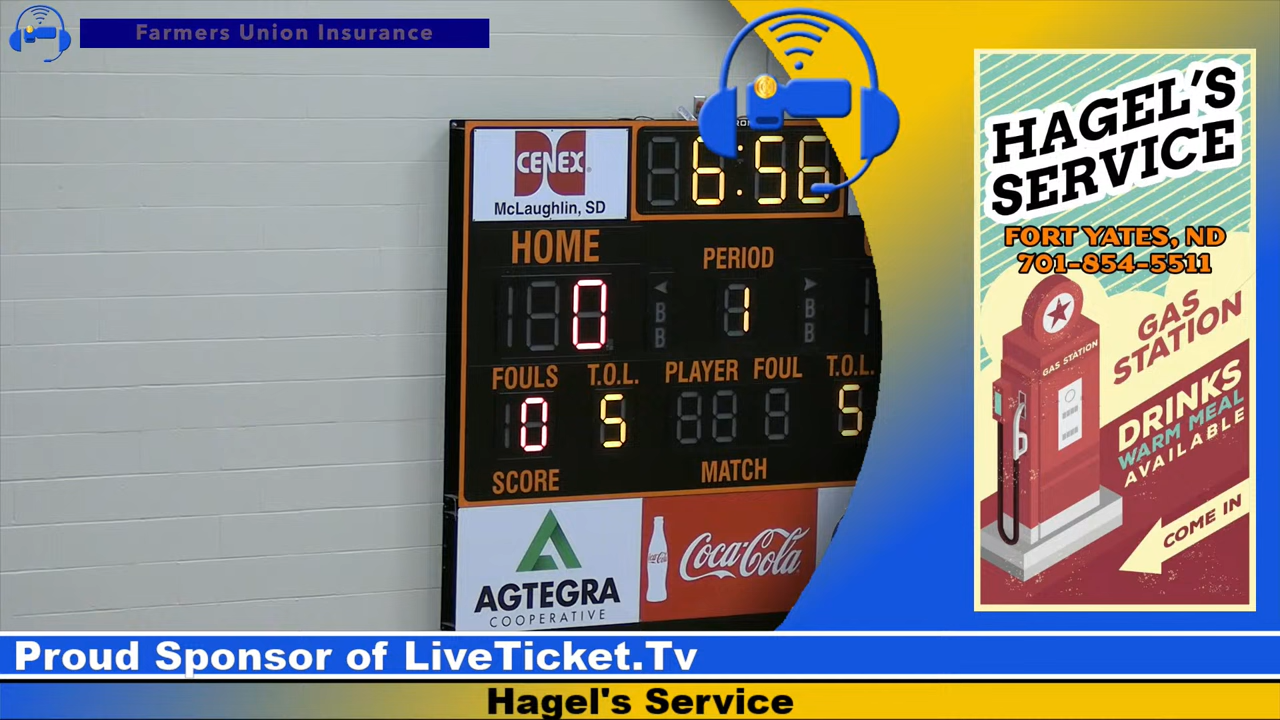 Farmers Union Insurance
CENEX
McLaughlin, SD
6:56
HOME
PERIOD
0
1
B
B
B
B
FOULS T.O.L. PLAYER FOUL T.O.L.
0 5 5
SCORE
MATCH
AGTEGRA
COOPERATIVE
Coca-Cola
HAGEL'S
SERVICE
FORT YATES, ND
701-854-5511
GAS STATION
GAS
STATION
DRINKS
WARM MEAL
AVAILABLE
COME IN
Proud Sponsor of LiveTicket.Tv
Hagel's Service